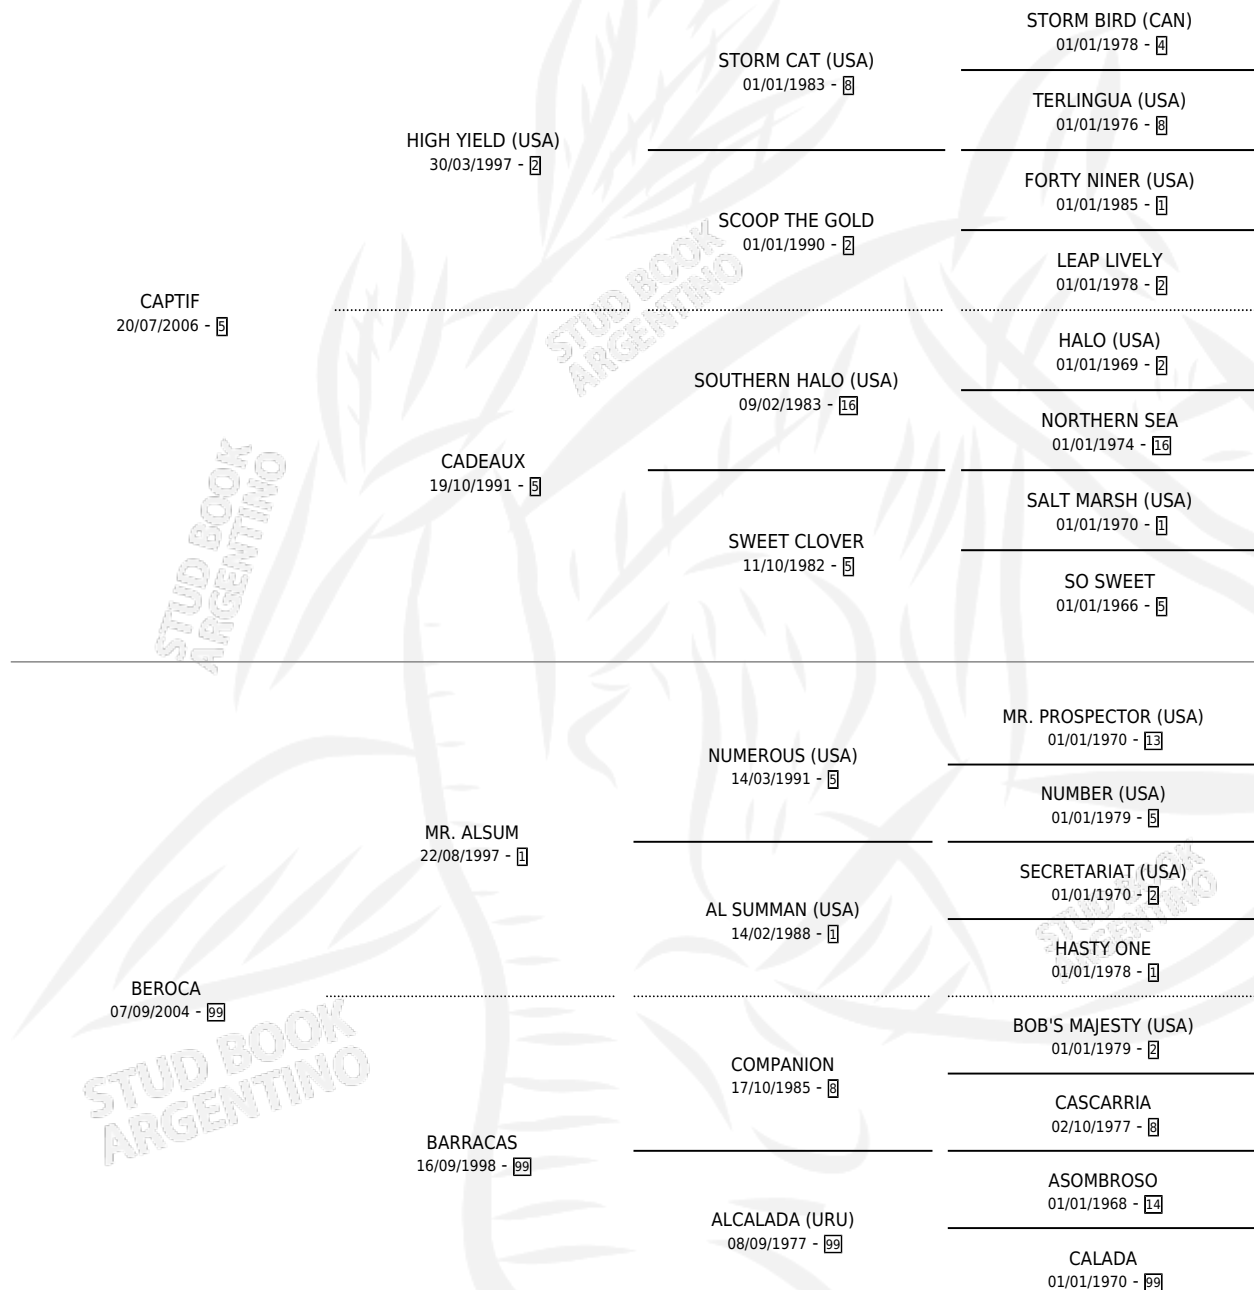 STORM BIRD (CAN)
01/01/1978 - 4
STORM CAT (USA)
01/01/1983 - 8
TERLINGUA (USA)
01/01/1976 - 8
HIGH YIELD (USA)
30/03/1997 - 2
FORTY NINER (USA)
01/01/1985 - 1
SCOOP THE GOLD
01/01/1990 - 2
LEAP LIVELY
01/01/1978 - 2
CAPTIF
20/07/2006 - 5
HALO (USA)
01/01/1969 - 2
SOUTHERN HALO (USA)
09/02/1983 - 16
NORTHERN SEA
01/01/1974 - 16
CADEAUX
19/10/1991 - 5
SALT MARSH (USA)
01/01/1970 - 1
SWEET CLOVER
11/10/1982 - 5
SO SWEET
01/01/1966 - 5
MR. PROSPECTOR (USA)
01/01/1970 - 13
NUMEROUS (USA)
14/03/1991 - 5
NUMBER (USA)
01/01/1979 - 5
MR. ALSUM
22/08/1997 - 1
SECRETARIAT (USA)
01/01/1970 - 2
AL SUMMAN (USA)
14/02/1988 - 1
HASTY ONE
01/01/1978 - 1
BEROCA
07/09/2004 - 99
BOB'S MAJESTY (USA)
01/01/1979 - 2
COMPANION
17/10/1985 - 8
CASCARRIA
02/10/1977 - 8
BARRACAS
16/09/1998 - 99
ASOMBROSO
01/01/1968 - 14
ALCALADA (URU)
08/09/1977 - 99
CALADA
01/01/1970 - 99
STUD BOOK
ARGENTINO
STUD BOOK
ARGENTINO
STUD BOOK
ARGENTINO
STUD BOOK
ARGENTINO